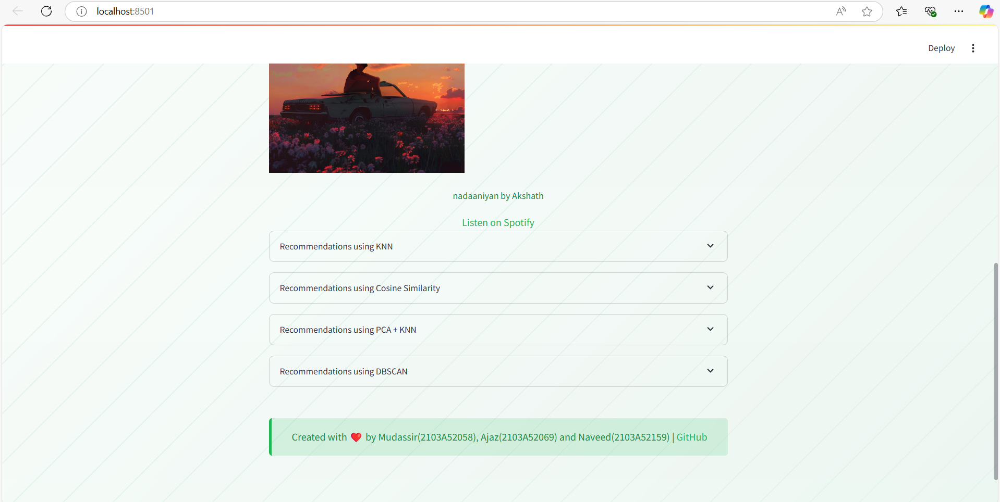 localhost:8501
Deploy
nadaaniyan by Akshath
Listen on Spotify
Recommendations using KNN
Recommendations using Cosine Similarity
Recommendations using PCA + KNN
Recommendations using DBSCAN
Created with ❤️ by Mudassir(2103A52058), Ajaz(2103A52069) and Naveed(2103A52159) | GitHub